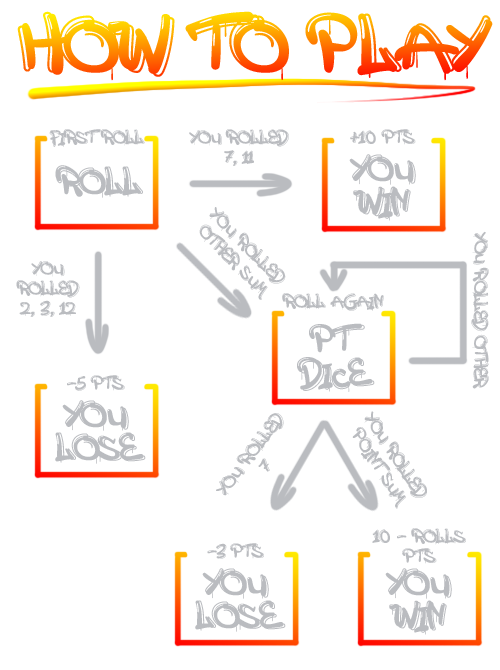 HOW TO PLAY
FIRST ROLL
ROLL
YOU ROLLED
7, 11
+10 PTS
YOU
WIN
YOU
ROLLED
2, 3, 12
YOU ROLLED
OTHER SUM
YOU ROLLED OTHER
ROLL AGAIN
PT
DICE
-5 PTS
YOU
LOSE
YOU ROLLED
7
YOU ROLLED
POINT SUM
-3 PTS
YOU
LOSE
10 - ROLLS
PTS
YOU
WIN